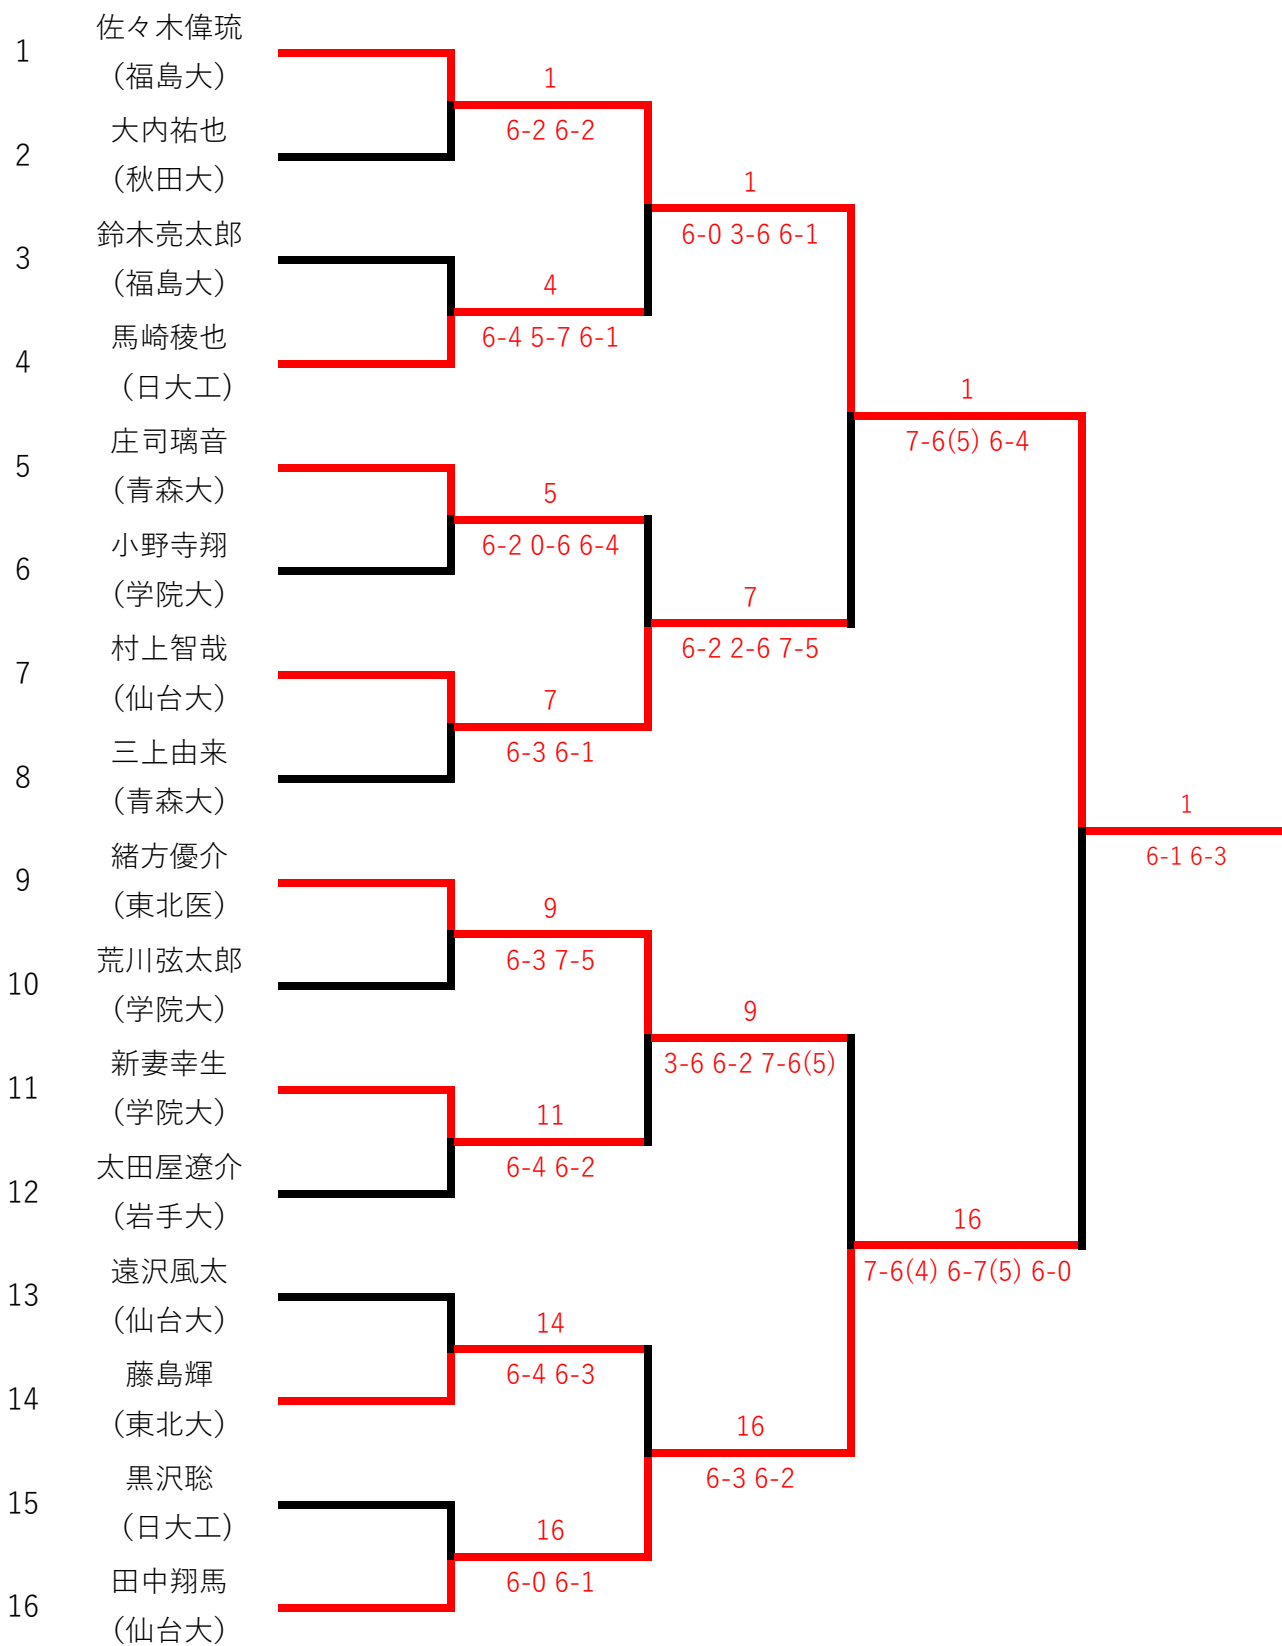 佐々木偉琉
1
(福島大)
1
大内祐也
6-2 6-2
2
(秋田大)
1
鈴木亮太郎
6-0 3-6 6-1
3
(福島大)
4
馬崎稜也
6-4 5-7 6-1
4
(日大工)
1
庄司璃音
7-6(5) 6-4
5
(青森大)
5
小野寺翔
6-2 0-6 6-4
6
(学院大)
7
村上智哉
6-2 2-6 7-5
7
(仙台大)
7
三上由来
6-3 6-1
8
(青森大)
1
緒方優介
6-1 6-3
9
(東北医)
9
荒川弦太郎
6-3 7-5
10
(学院大)
9
新妻幸生
3-6 6-2 7-6(5)
11
(学院大)
11
太田屋遼介
6-4 6-2
12
(岩手大)
16
遠沢風太
7-6(4) 6-7(5) 6-0
13
(仙台大)
14
藤島輝
6-4 6-3
14
(東北大)
16
黒沢聡
6-3 6-2
15
(日大工)
16
田中翔馬
6-0 6-1
16
(仙台大)